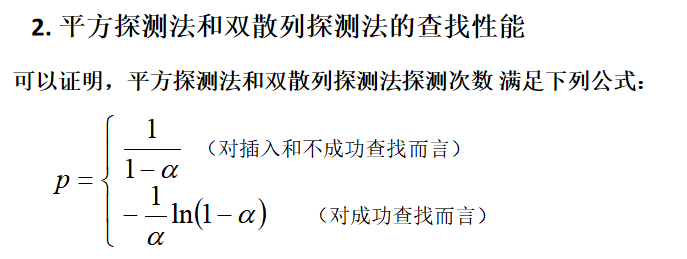 2. 平方探测法和双散列探测法的查找性能
可以证明，平方探测法和双散列探测法探测次数 满足下列公式：
p = { 1/(1-α) （对插入和不成功查找而言）
-1/α ln(1-α) （对成功查找而言）